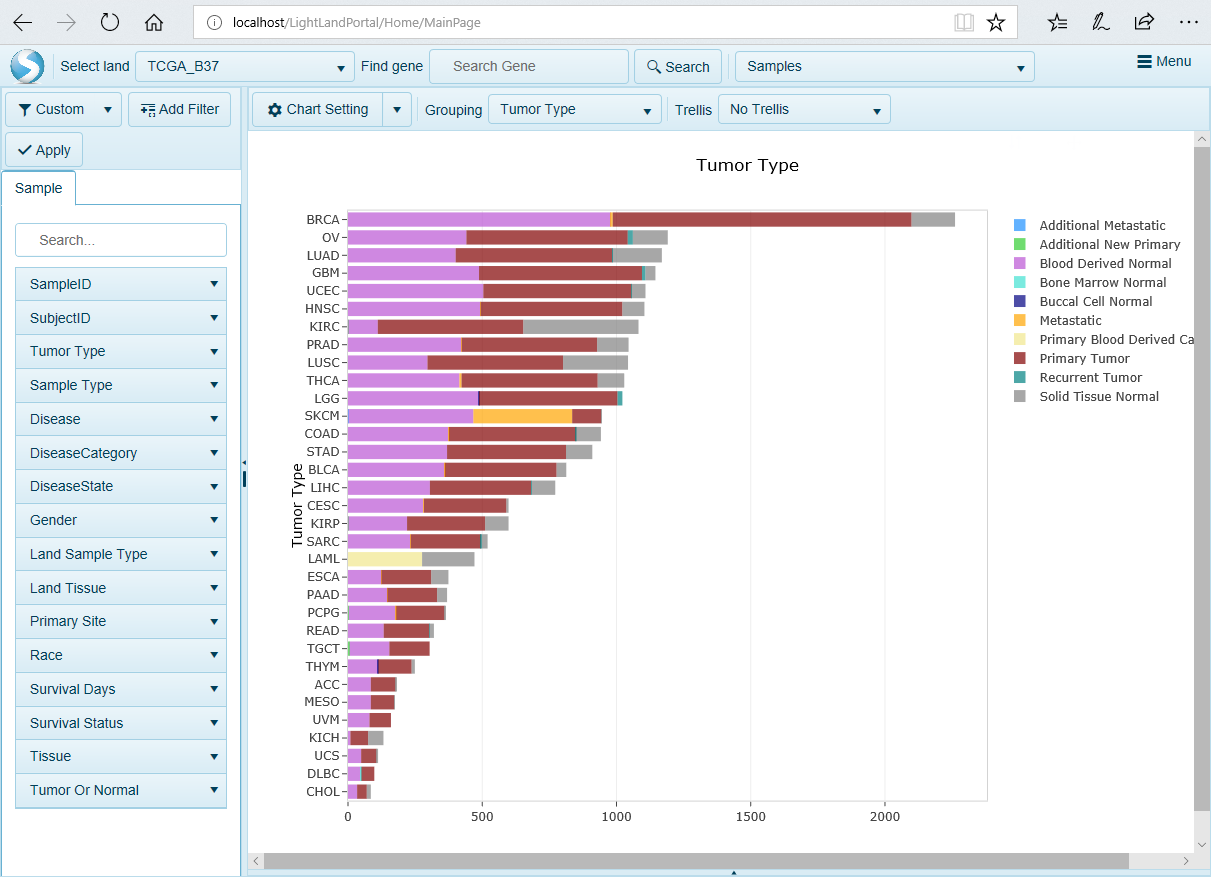 localhost/LightLandPortal/Home/MainPage
Select land TCGA_B37 Find gene Search Gene Search Samples Menu
Custom Add Filter Chart Setting Grouping Tumor Type Trellis No Trellis
Apply
Sample
Search...
SampleID
SubjectID
Tumor Type
Sample Type
Disease
DiseaseCategory
DiseaseState
Gender
Land Sample Type
Land Tissue
Primary Site
Race
Survival Days
Survival Status
Tissue
Tumor Or Normal
Tumor Type
Tumor Type
BRCA
OV
LUAD
GBM
UCEC
HNSC
KIRC
PRAD
LUSC
THCA
LGG
SKCM
COAD
STAD
BLCA
LIHC
CESC
KIRP
SARC
LAML
ESCA
PAAD
PCPG
READ
TGCT
THYM
ACC
MESO
UVM
KICH
UCS
DLBC
CHOL
0 500 1000 1500 2000
Additional Metastatic
Additional New Primary
Blood Derived Normal
Bone Marrow Normal
Buccal Cell Normal
Metastatic
Primary Blood Derived Ca
Primary Tumor
Recurrent Tumor
Solid Tissue Normal